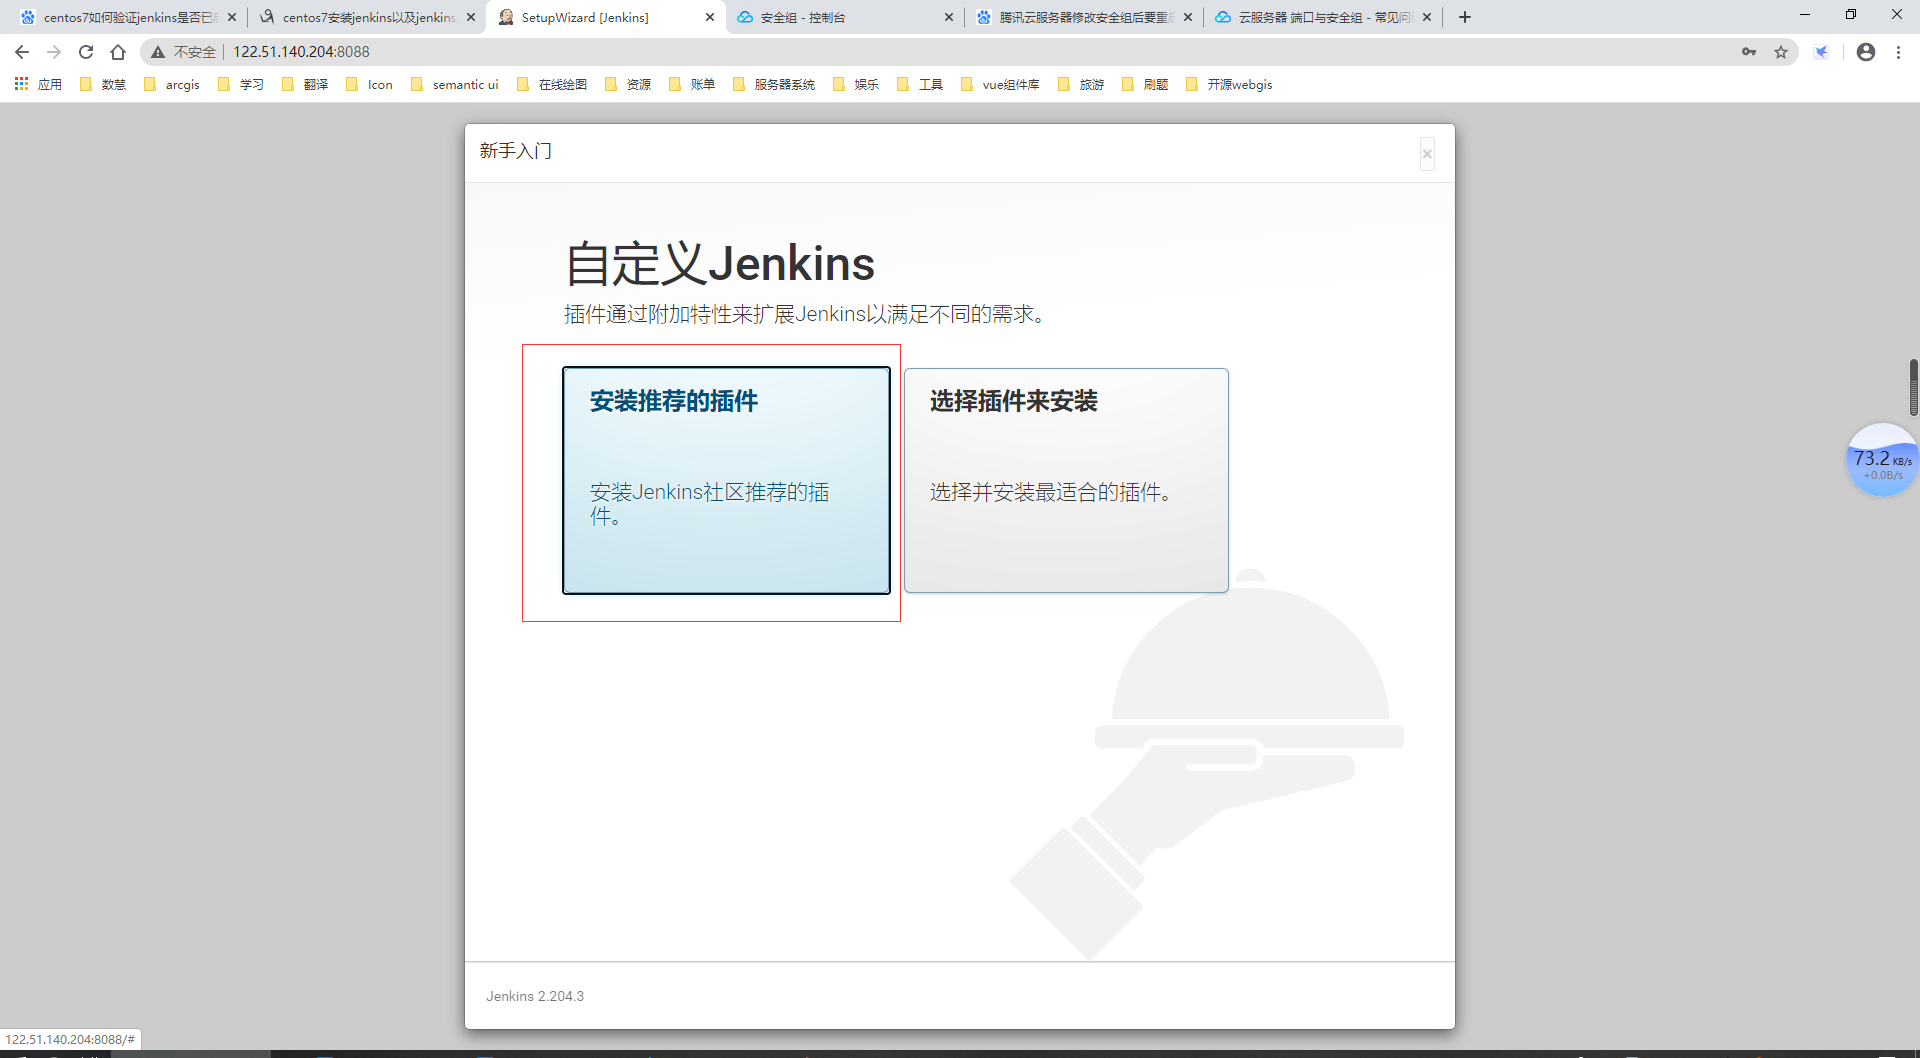 centos7如何验证jenkins是否已
centos7安装jenkins以及jenkins
SetupWizard [Jenkins]
安全组 - 控制台
腾讯云服务器修改安全组后要重
云服务器 端口与安全组 - 常见问
不安全
122.51.140.204:8088
应用
数慧
arcgis
学习
翻译
Icon
semantic ui
在线绘图
资源
账单
服务器系统
娱乐
工具
vue组件库
旅游
刷题
开源webgis
新手入门
×
自定义Jenkins
插件通过附加特性来扩展Jenkins以满足不同的需求。
安装推荐的插件
安装Jenkins社区推荐的插
件。
选择插件来安装
选择并安装最适合的插件。
73.2 KB/s
+0.0B/s
Jenkins 2.204.3
122.51.140.204:8088/#